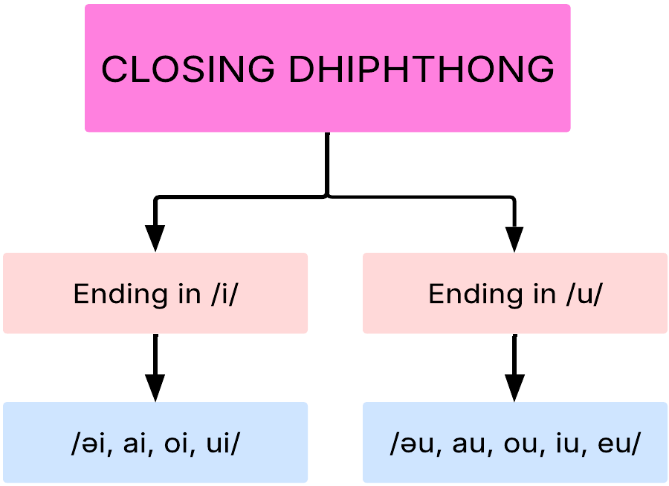 CLOSING DHIPHTHONG
Ending in /i/
Ending in /u/
/əi, ai, oi, ui/
/əu, au, ou, iu, eu/